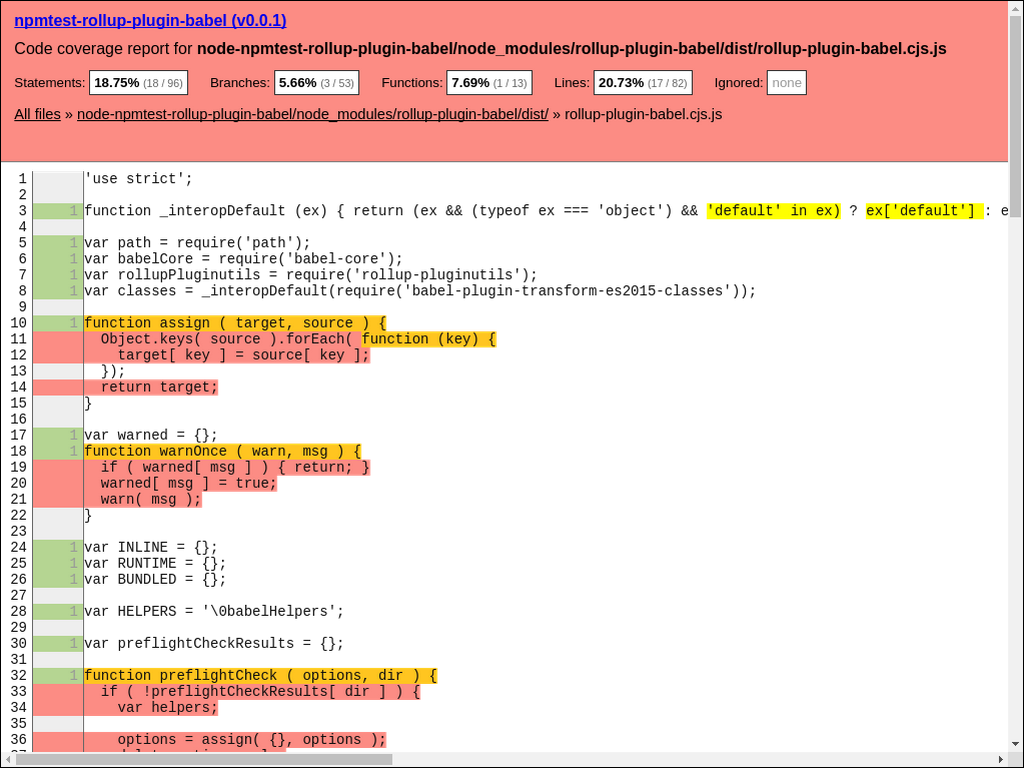 npmtest-rollup-plugin-babel (v0.0.1)
Code coverage report for node-npmtest-rollup-plugin-babel/node_modules/rollup-plugin-babel/dist/rollup-plugin-babel.cjs.js
Statements: 18.75% (18 / 96) Branches: 5.66% (3 / 53) Functions: 7.69% (1 / 13) Lines: 20.73% (17 / 82) Ignored: none
All files » node-npmtest-rollup-plugin-babel/node_modules/rollup-plugin-babel/dist/ » rollup-plugin-babel.cjs.js
1 'use strict';
2
3 1 function _interopDefault (ex) { return (ex && (typeof ex === 'object') && 'default' in ex) ? ex['default'] : e
4
5 1 var path = require('path');
6 1 var babelCore = require('babel-core');
7 1 var rollupPluginutils = require('rollup-pluginutils');
8 1 var classes = _interopDefault(require('babel-plugin-transform-es2015-classes'));
9
10 1 function assign ( target, source ) {
11 Object.keys( source ).forEach( function (key) {
12 target[ key ] = source[ key ];
13 });
14 return target;
15 }
16
17 1 var warned = {};
18 1 function warnOnce ( warn, msg ) {
19 if ( warned[ msg ] ) { return; }
20 warned[ msg ] = true;
21 warn( msg );
22 }
23
24 1 var INLINE = {};
25 1 var RUNTIME = {};
26 1 var BUNDLED = {};
27
28 1 var HELPERS = '\0babelHelpers';
29
30 1 var preflightCheckResults = {};
31
32 1 function preflightCheck ( options, dir ) {
33 if ( !preflightCheckResults[ dir ] ) {
34 var helpers;
35
36 options = assign( {}, options );